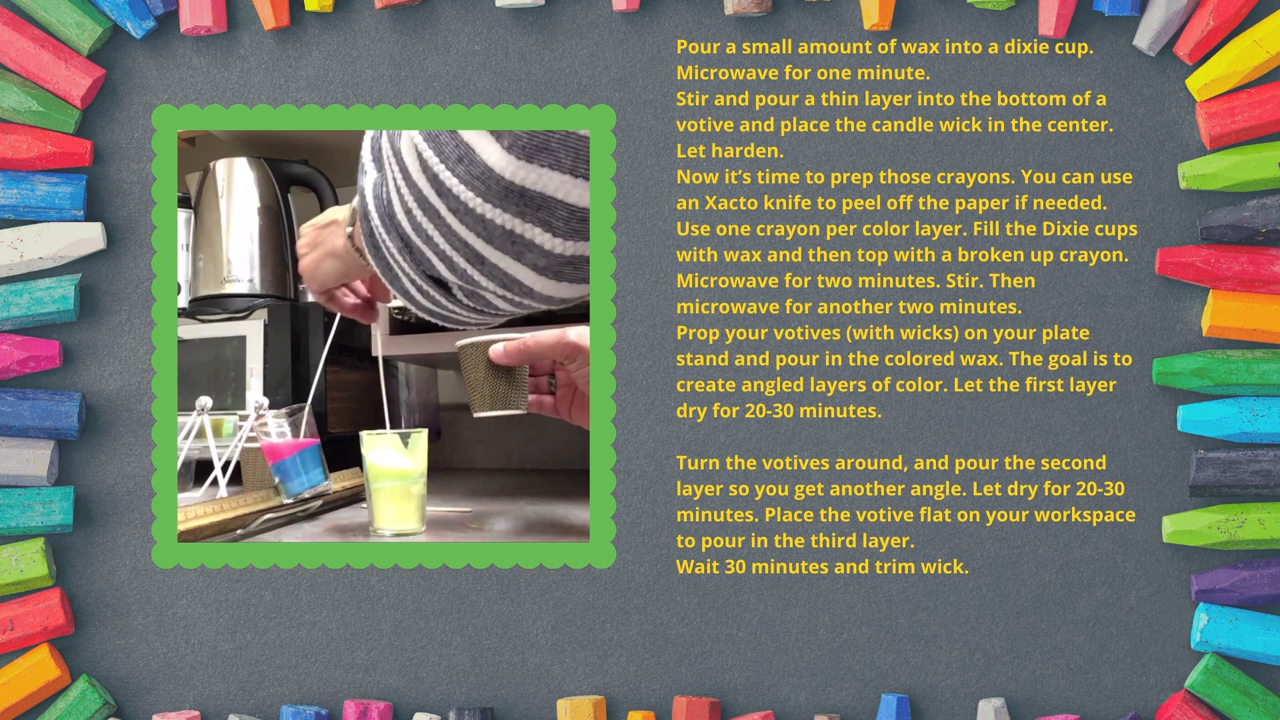 Pour a small amount of wax into a dixie cup.
Microwave for one minute.
Stir and pour a thin layer into the bottom of a
votive and place the candle wick in the center.
Let harden.
Now it’s time to prep those crayons. You can use
an Xacto knife to peel off the paper if needed.
Use one crayon per color layer. Fill the Dixie cups
with wax and then top with a broken up crayon.
Microwave for two minutes. Stir. Then
microwave for another two minutes.
Prop your votives (with wicks) on your plate
stand and pour in the colored wax. The goal is to
create angled layers of color. Let the first layer
dry for 20-30 minutes.
Turn the votives around, and pour the second
layer so you get another angle. Let dry for 20-30
minutes. Place the votive flat on your workspace
to pour in the third layer.
Wait 30 minutes and trim wick.